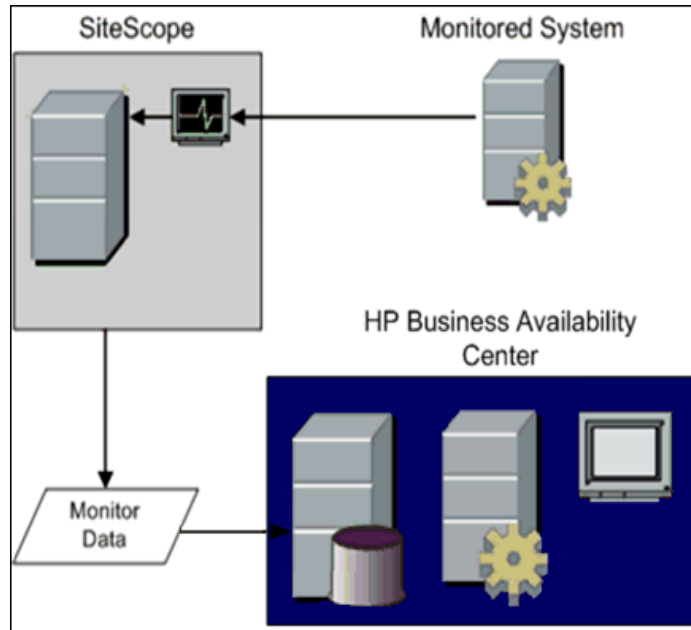 SiteScope
Monitored System
HP Business Availability
Center
Monitor
Data